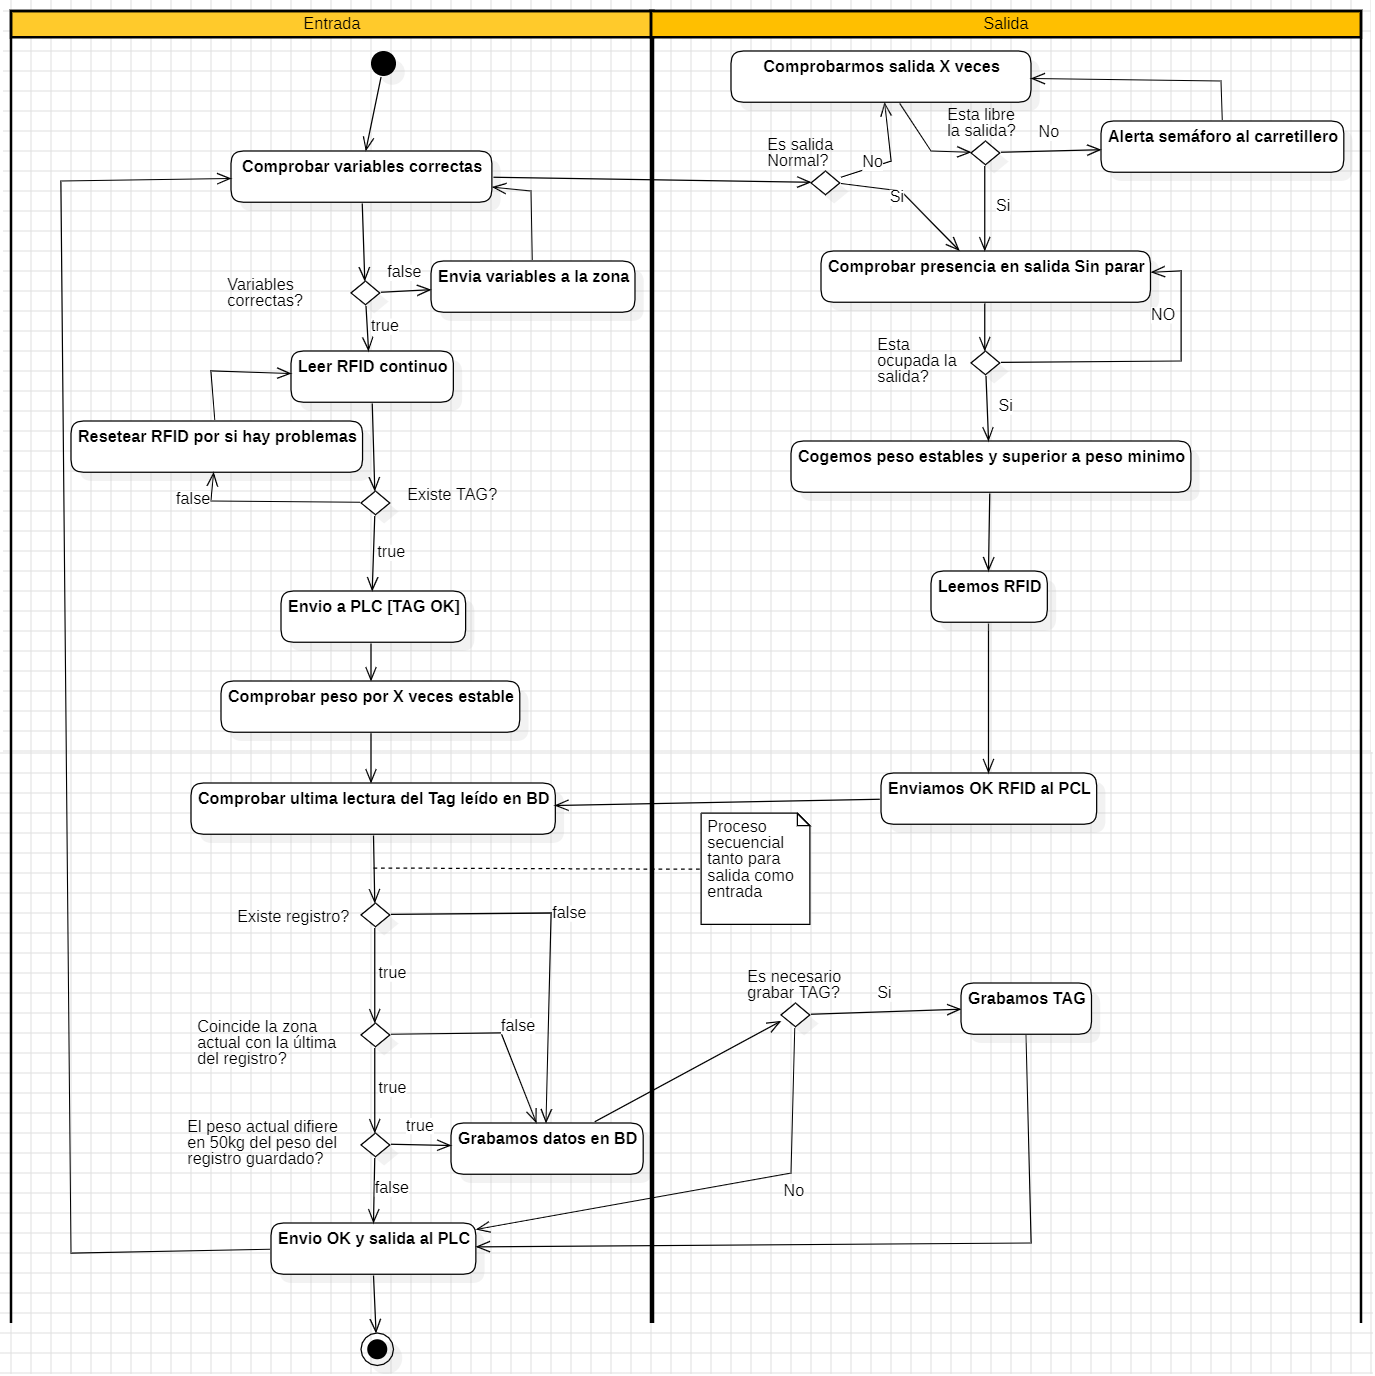 Entrada
Salida
Comprobar variables correctas
Variables
correctas?
false
Envia variables a la zona
true
Leer RFID continuo
Resetear RFID por si hay problemas
false
Existe TAG?
true
Envio a PLC [TAG OK]
Comprobar peso por X veces estable
Comprobar ultima lectura del Tag leído en BD
Existe registro?
false
true
Coincide la zona
actual con la última
del registro?
false
true
El peso actual difiere
en 50kg del peso del
registro guardado?
true
Grabamos datos en BD
false
Envio OK y salida al PLC
Comprobarmos salida X veces
Esta libre
la salida?
No
Alerta semáforo al carretillero
Es salida
Normal?
No
Si
Si
Comprobar presencia en salida Sin parar
NO
Esta
ocupada la
salida?
Si
Cogemos peso estables y superior a peso minimo
Leemos RFID
Enviamos OK RFID al PCL
Proceso
secuencial
tanto para
salida como
entrada
Es necesario
grabar TAG?
Si
Grabamos TAG
No